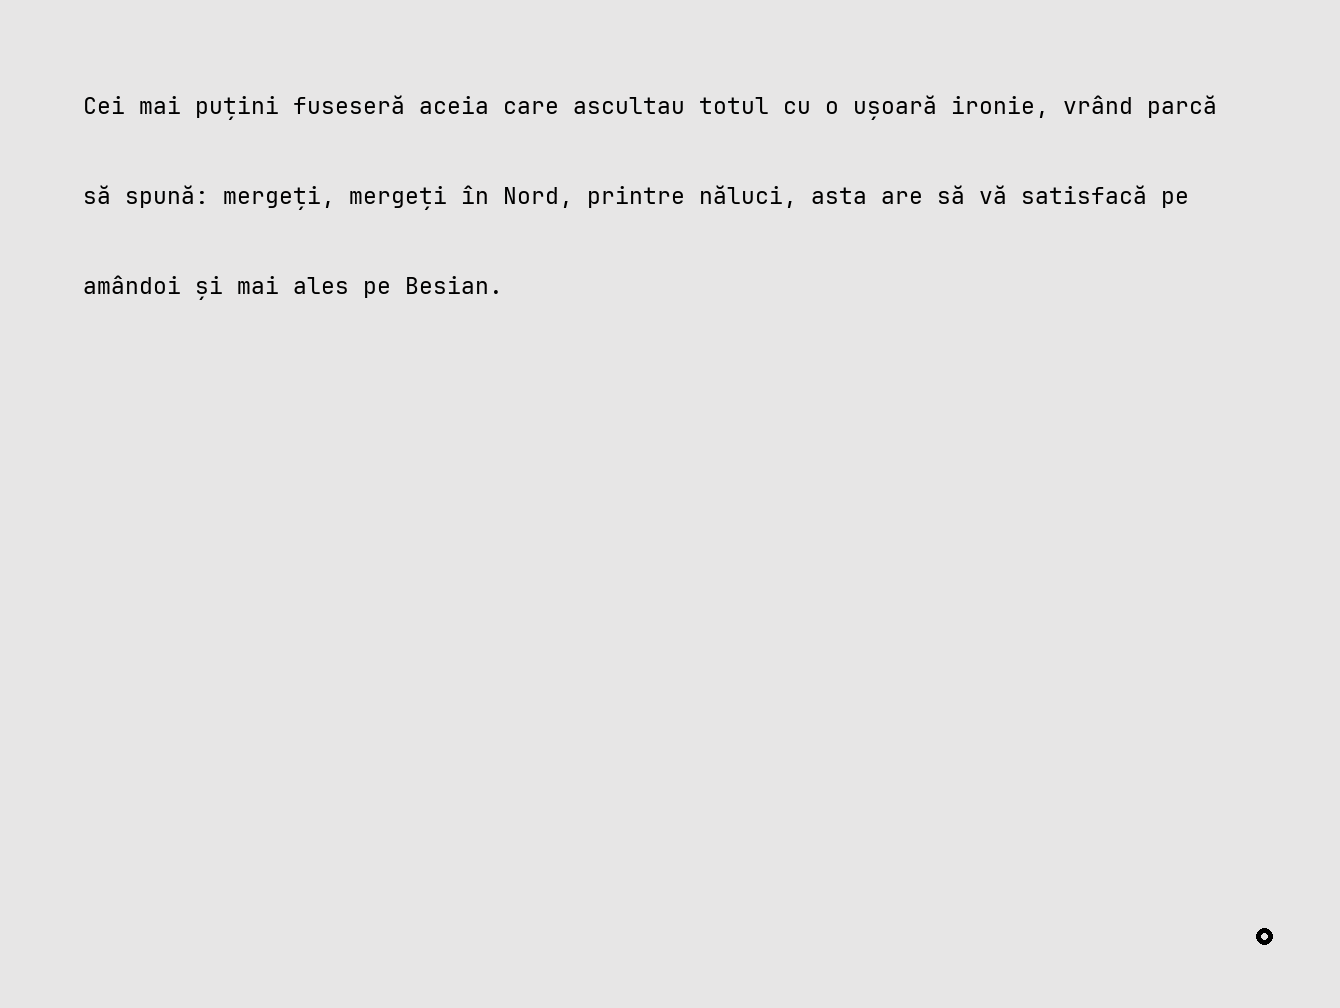 Cei mai puțini fuseseră aceia care ascultau totul cu o ușoară ironie, vrând parcă
să spună: mergeți, mergeți în Nord, printre năluci, asta are să vă satisfacă pe
amândoi și mai ales pe Besian.